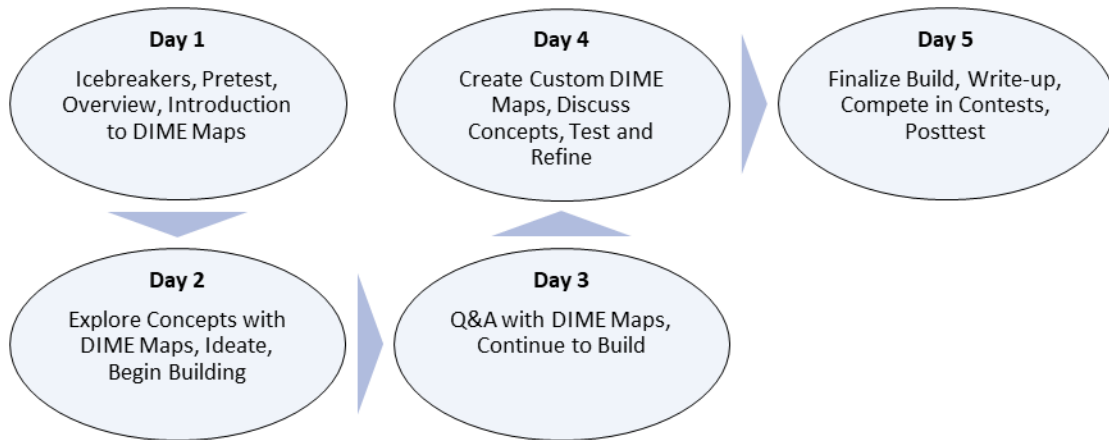 Day 1
Icebreakers, Pretest,
Overview, Introduction
to DIME Maps
Day 2
Explore Concepts with
DIME Maps, Ideate,
Begin Building
Day 3
Q&A with DIME Maps,
Continue to Build
Day 4
Create Custom DIME
Maps, Discuss
Concepts, Test and
Refine
Day 5
Finalize Build, Write-up,
Compete in Contests,
Posttest